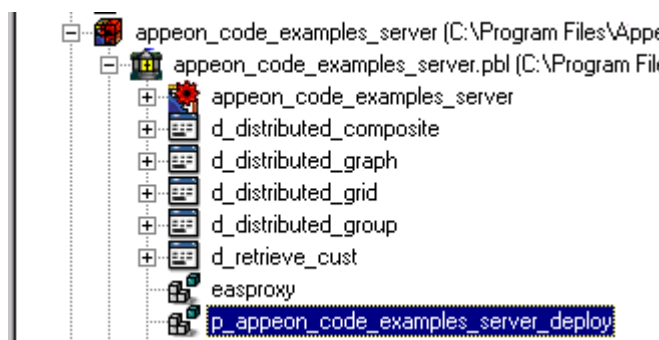 appeon_code_examples_server (C:\Program Files\Appe
appeon_code_examples_server.pbl (C:\Program File
appeon_code_examples_server
d_distributed_composite
d_distributed_graph
d_distributed_grid
d_distributed_group
d_retrieve_cust
easproxy
p_appeon_code_examples_server_deploy